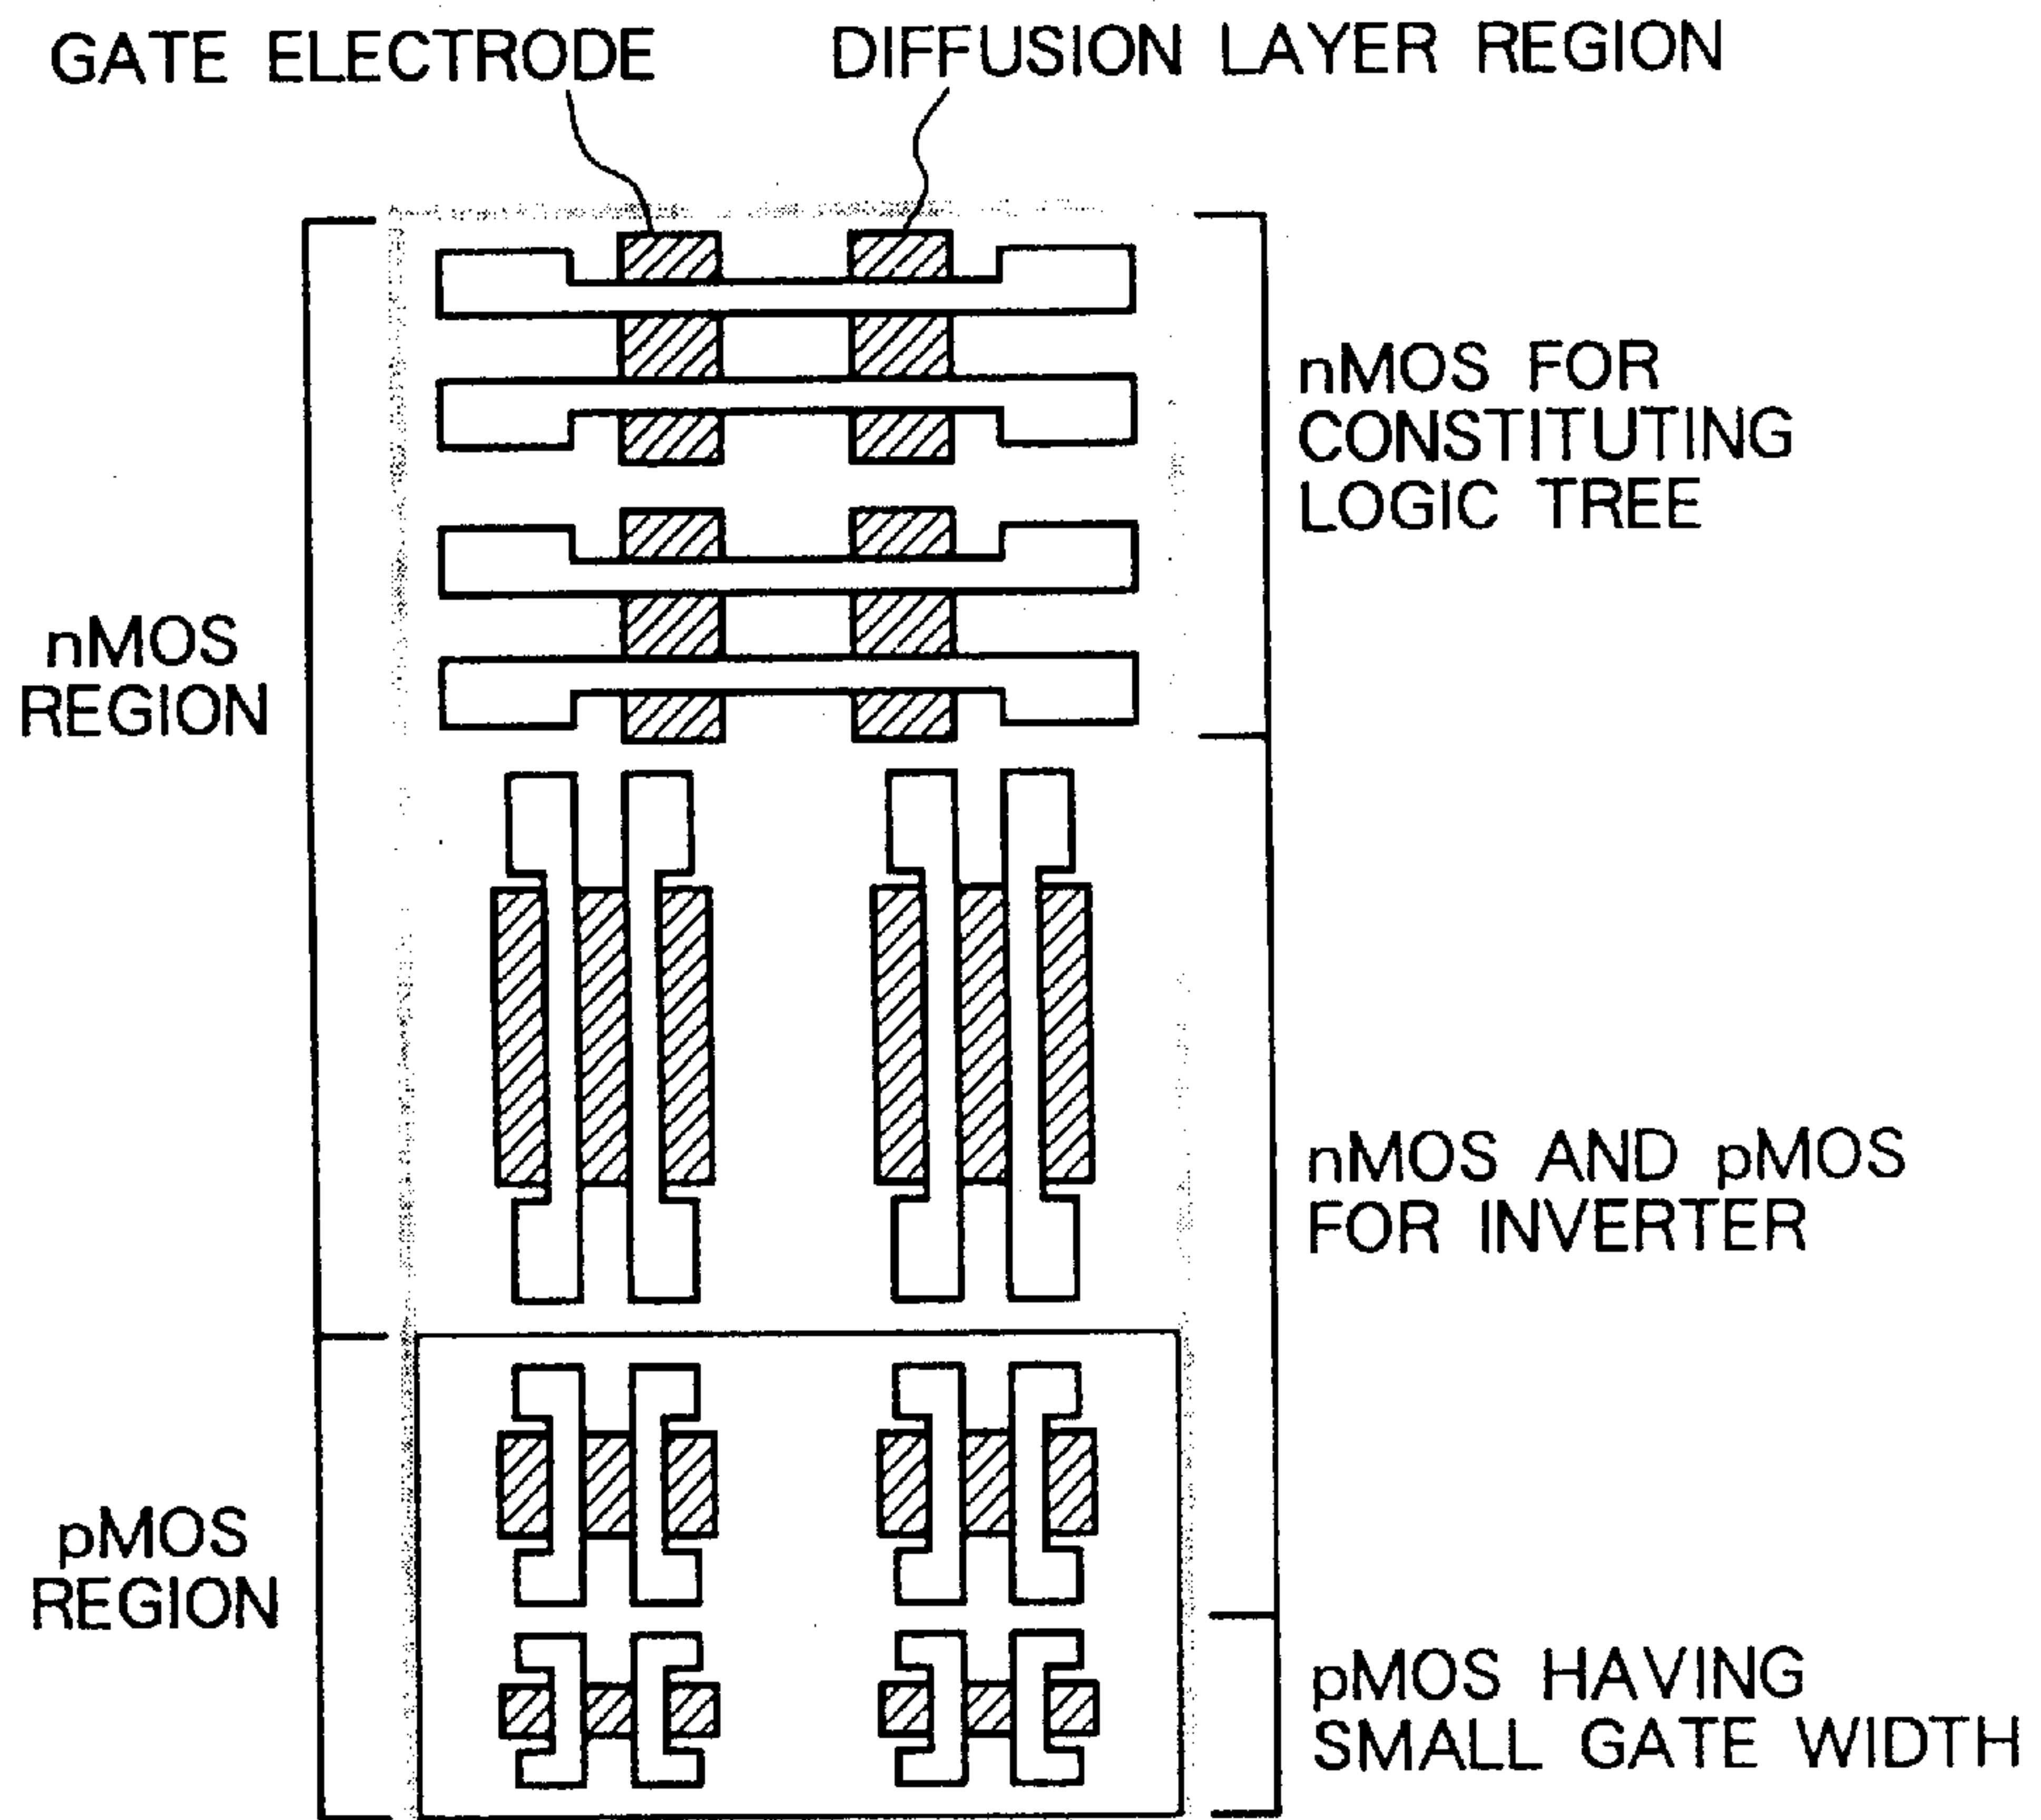 GATE ELECTRODE
DIFFUSION LAYER REGION
nMOS FOR
CONSTITUTING
LOGIC TREE
nMOS
REGION
nMOS AND pMOS
FOR INVERTER
pMOS
REGION
pMOS HAVING
SMALL GATE WIDTH